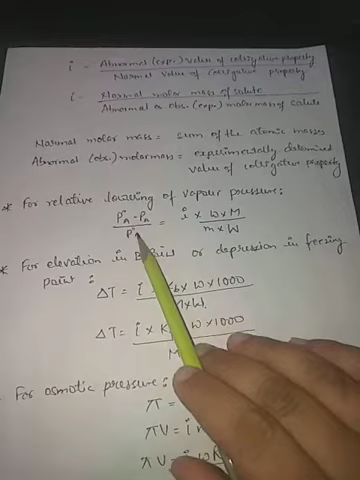 i = Abnormal (exp.) value of colligative property
Normal value of colligative property
i = Normal molar mass of solute
Abnormal or obs. (exp) molar mass of solute
Normal molar mass = sum of the atomic masses
Abnormal (obs.) molar mass = experimentally determined
value of colligative property
* For relative lowering of vapour pressure:
P°A - PA / P°A = i × w × M / m × W
* For elevation in or depression in freezing
point:
ΔT = i × Kb × w × 1000
M × W
ΔT = i × K × 1000
M
For osmotic pressure:
π =
πV = i
πV = i